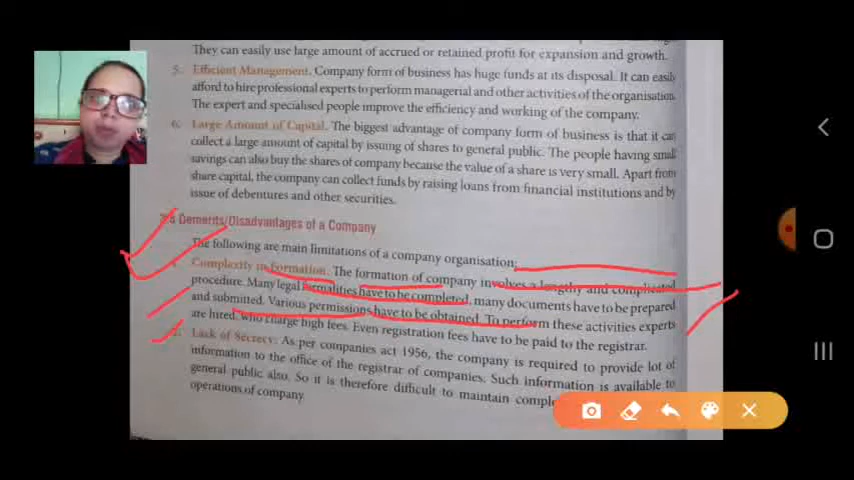 They can easily use large amount of accrued or retained profit for expansion and growth.
5. Efficient Management. Company form of business has huge funds at its disposal. It can easily
afford to hire professional experts to perform managerial and other activities of the organisation.
The expert and specialised people improve the efficiency and working of the company.
6. Large Amount of Capital. The biggest advantage of company form of business is that it can
collect a large amount of capital by issuing of shares to general public. The people having small
savings can also buy the shares of company because the value of a share is very small. Apart from
share capital, the company can collect funds by raising loans from financial institutions and by
issue of debentures and other securities.
Demerits/Disadvantages of a Company
The following are main limitations of a company organisation:
Complexity in Formation. The formation of company involves a lengthy and complicated
procedure. Many legal formalities have to be completed, many documents have to be prepared
and submitted. Various permissions have to be obtained. To perform these activities experts
are hired, who charge high fees. Even registration fees have to be paid to the registrar.
2. Lack of Secrecy. As per companies act 1956, the company is required to provide lot of
information to the office of the registrar of companies. Such information is available to
general public also. So it is therefore difficult to maintain
operations of company